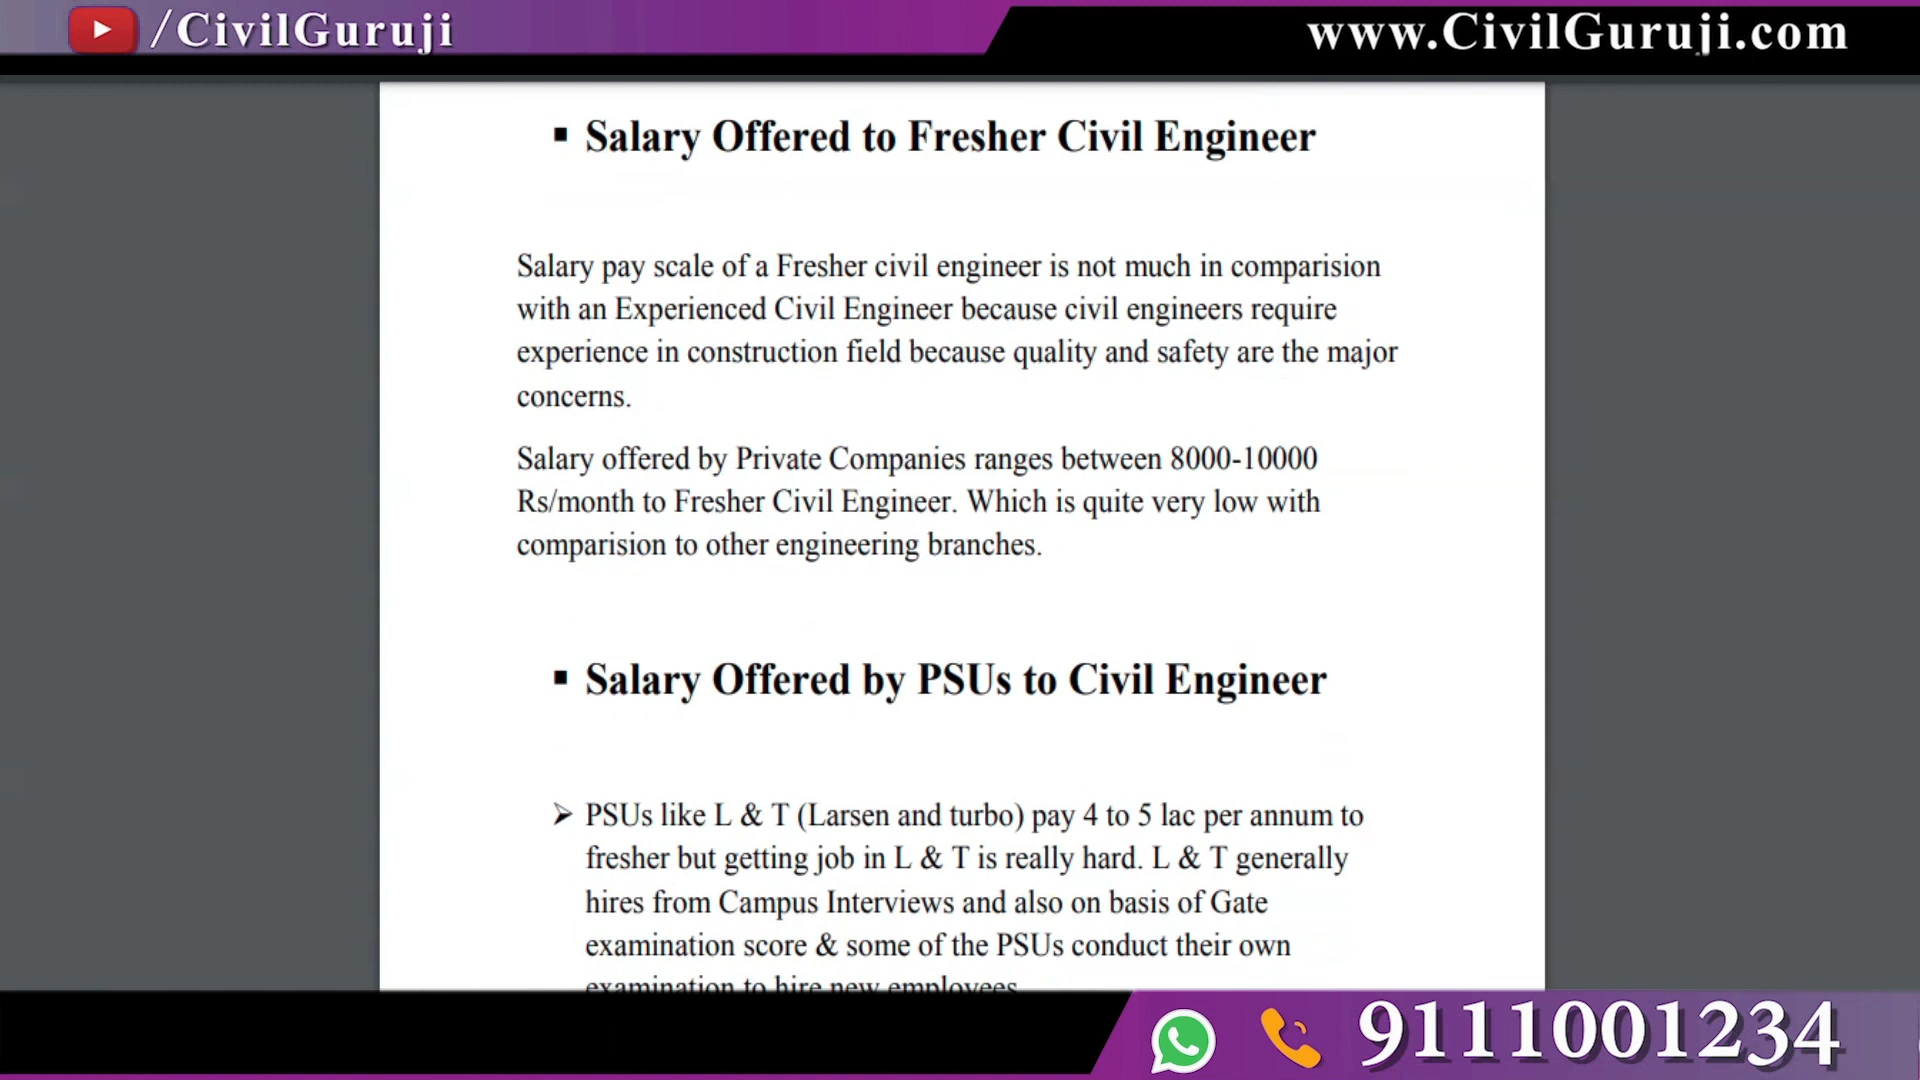 /CivilGuruji
www.CivilGuruji.com
▪ Salary Offered to Fresher Civil Engineer
Salary pay scale of a Fresher civil engineer is not much in comparision
with an Experienced Civil Engineer because civil engineers require
experience in construction field because quality and safety are the major
concerns.
Salary offered by Private Companies ranges between 8000-10000
Rs/month to Fresher Civil Engineer. Which is quite very low with
comparision to other engineering branches.
▪ Salary Offered by PSUs to Civil Engineer
➢ PSUs like L & T (Larsen and turbo) pay 4 to 5 lac per annum to
fresher but getting job in L & T is really hard. L & T generally
hires from Campus Interviews and also on basis of Gate
examination score & some of the PSUs conduct their own
examination to hire new employees
9111001234